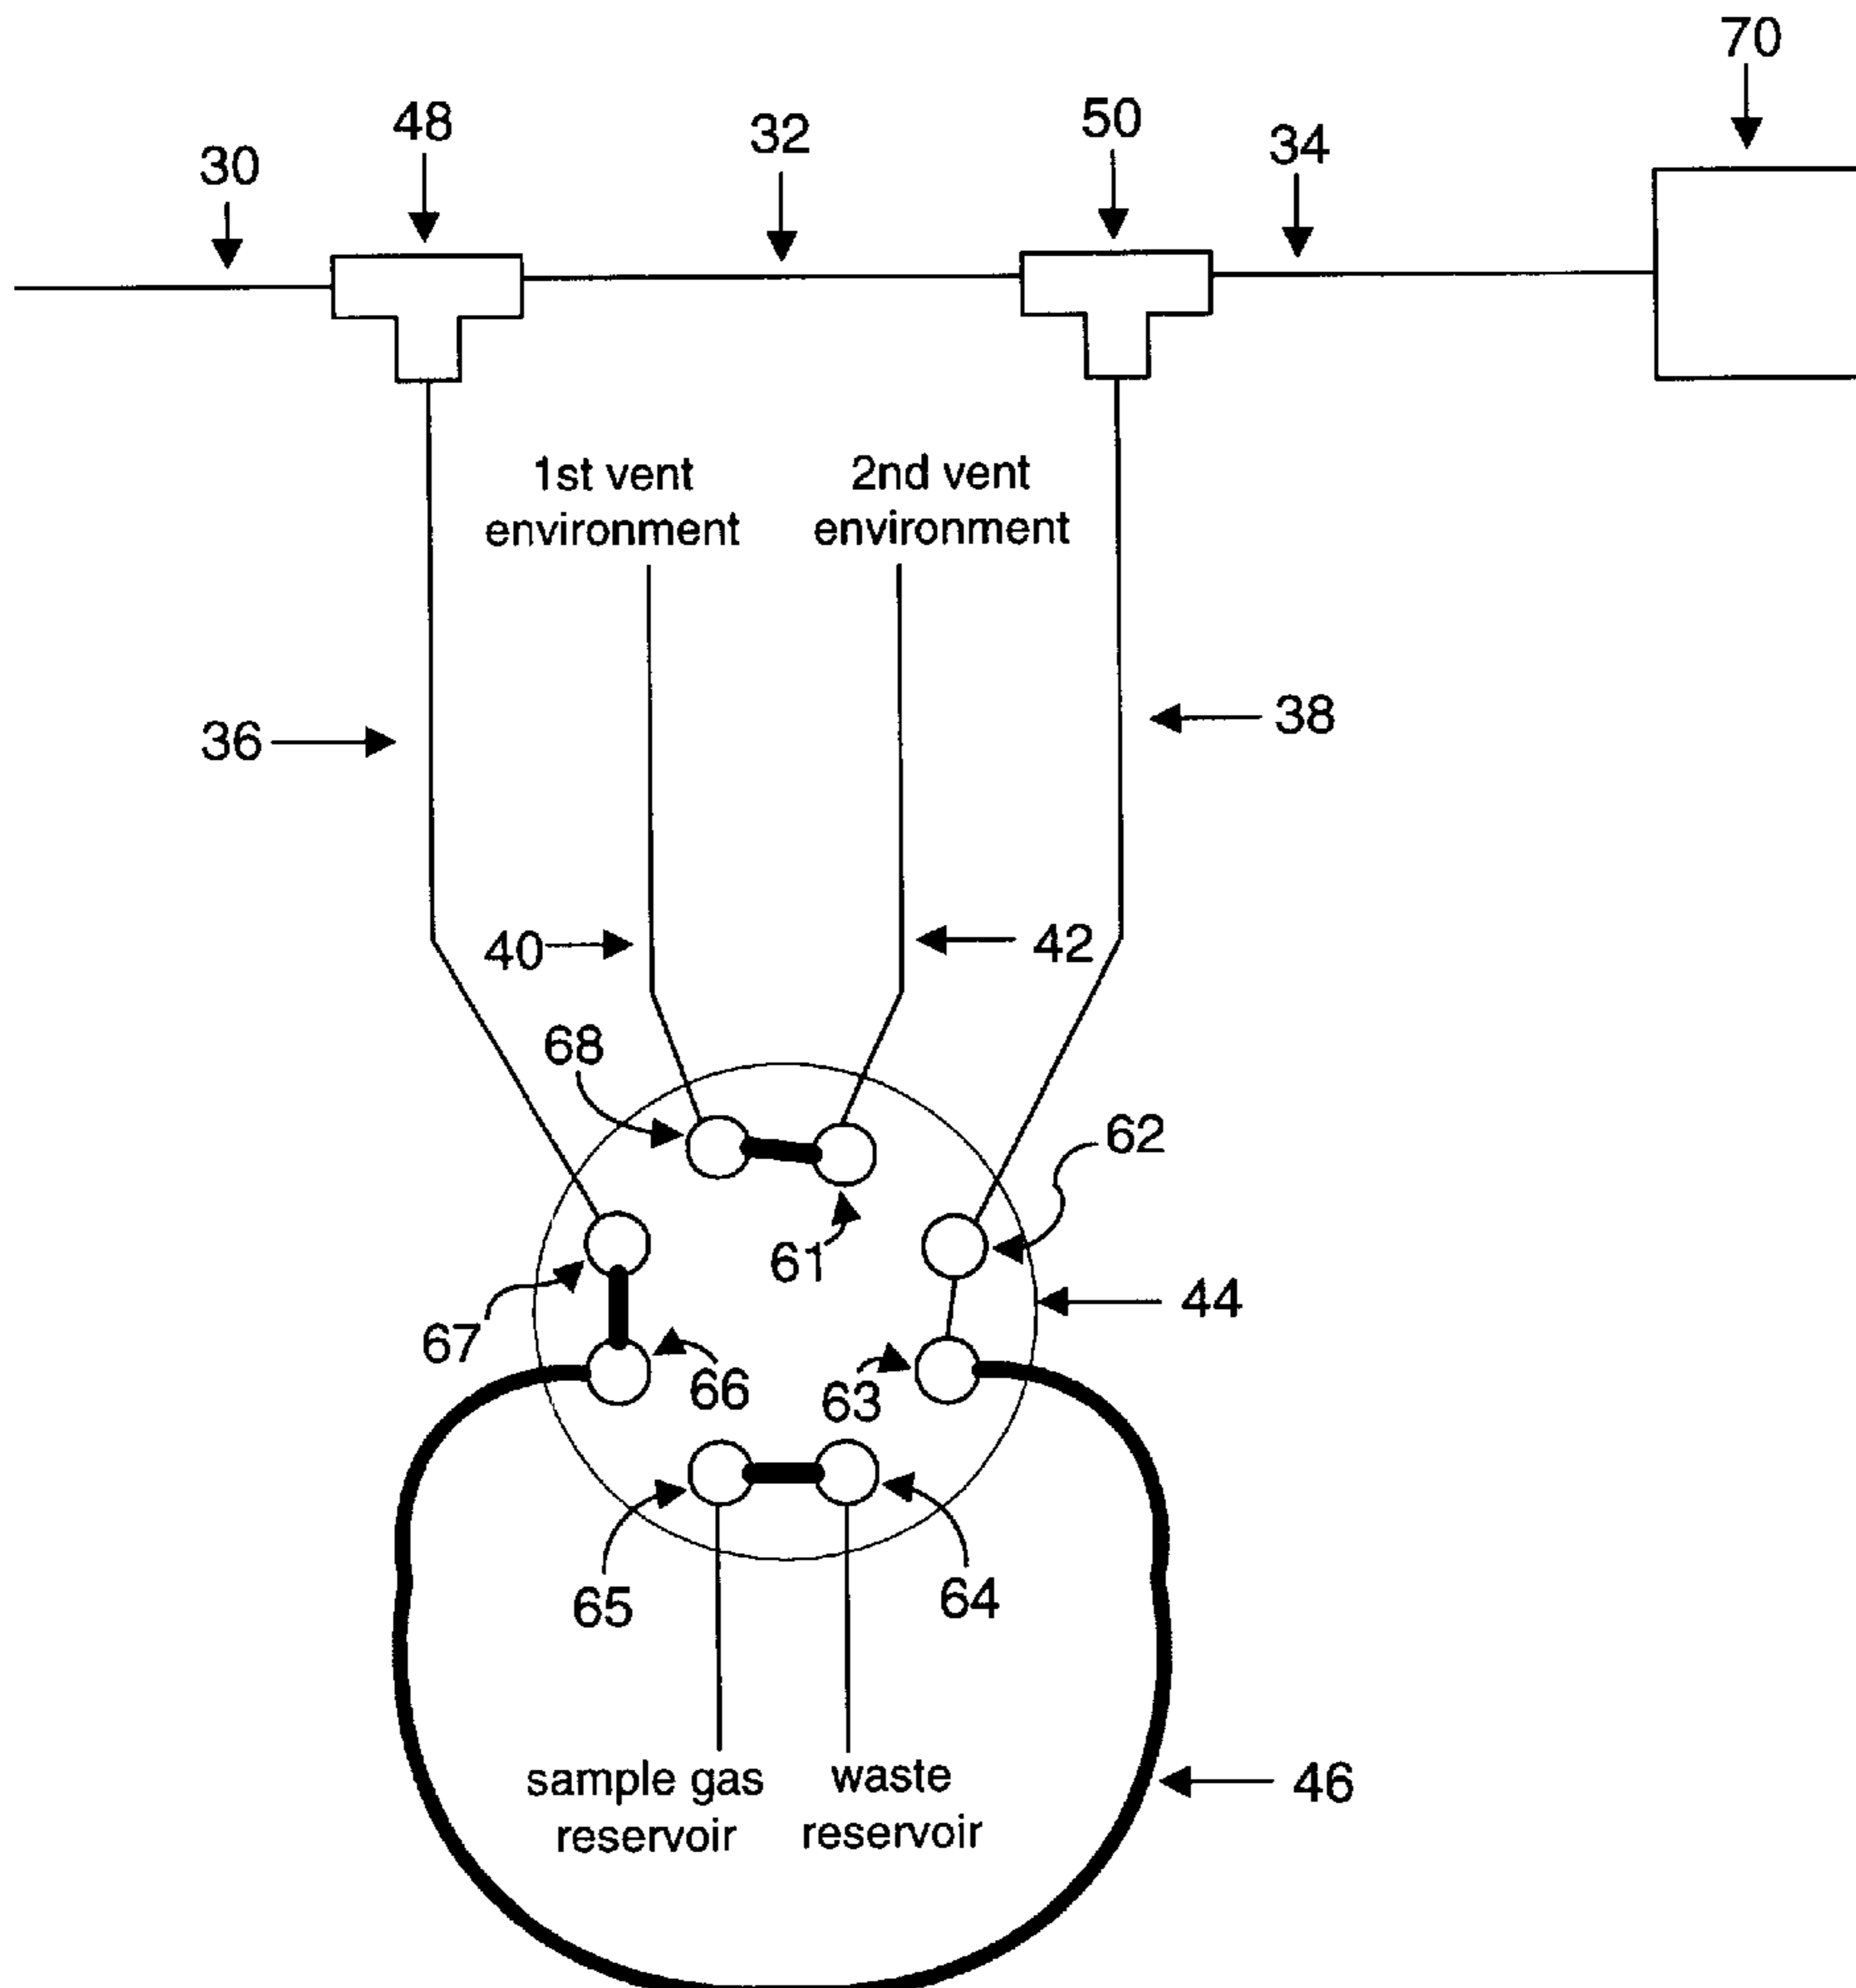 70
48
50
32
34
30
1st vent
environment
2nd vent
environment
36
38
40
42
68
62
61
44
67
66
63
65
64
sample gas
reservoir
waste
reservoir
46